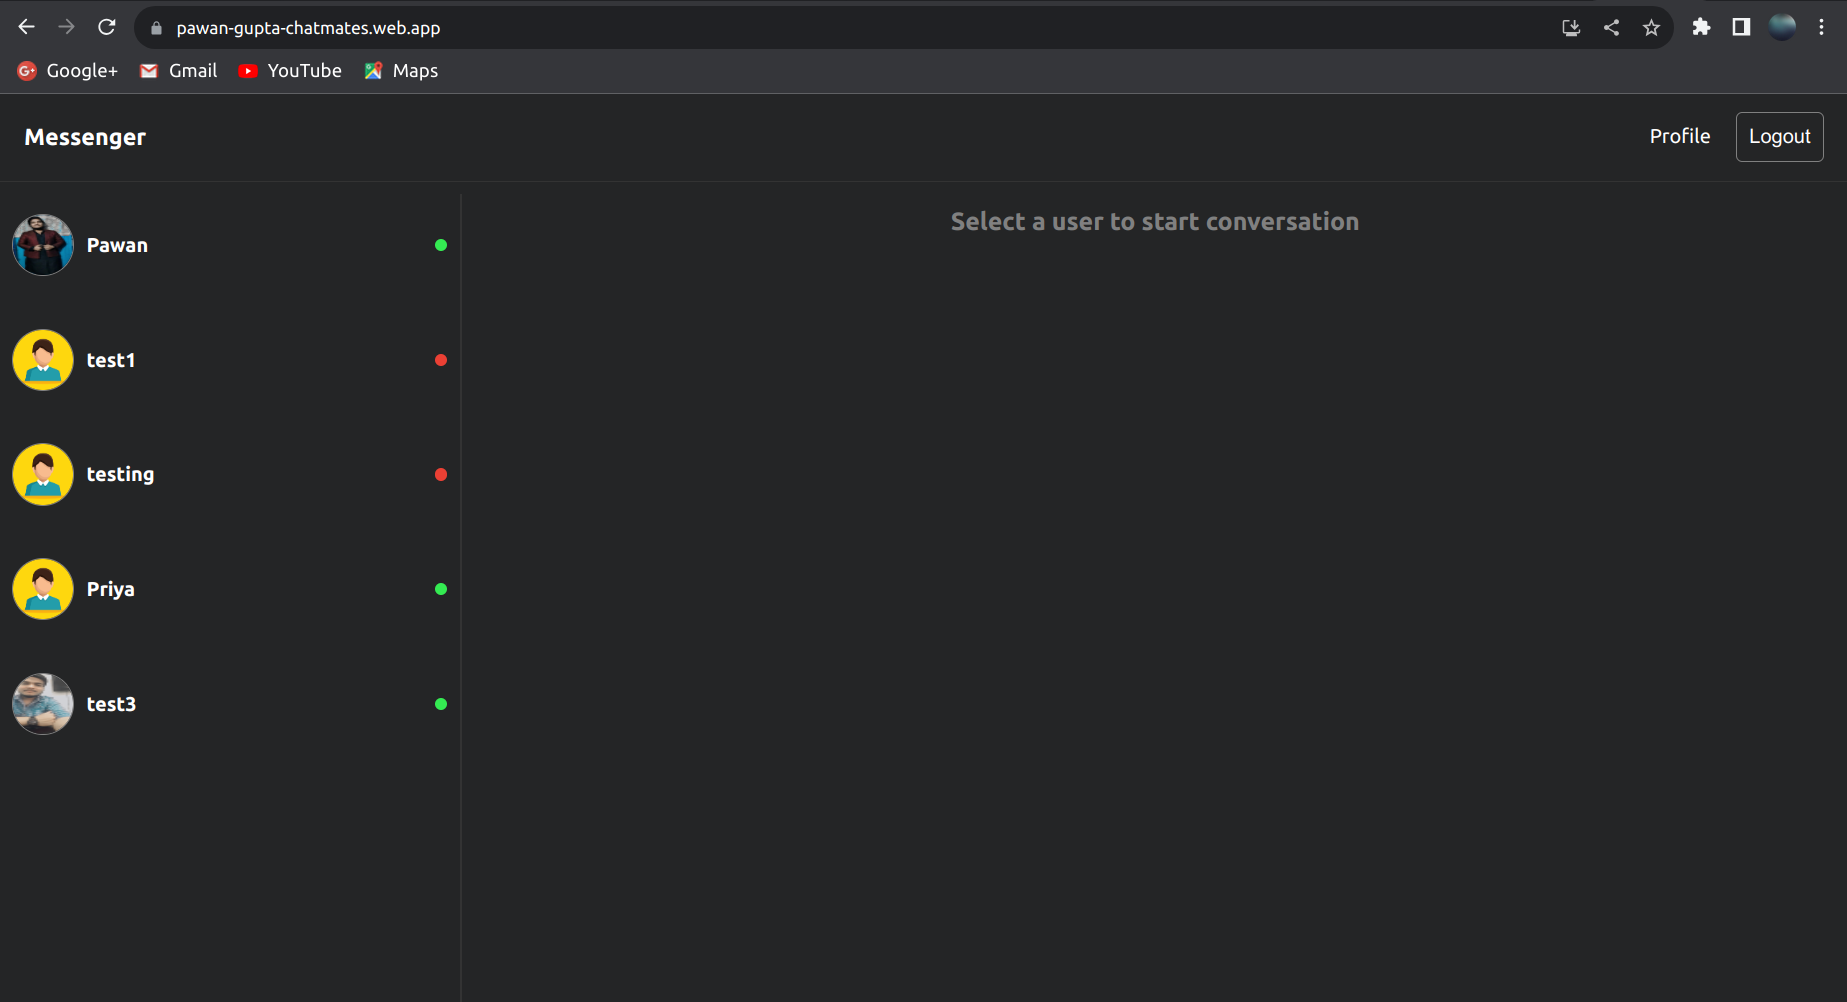 pawan-gupta-chatmates.web.app
Google+ Gmail YouTube Maps
Messenger Profile Logout
Select a user to start conversation
Pawan
test1
testing
Priya
test3